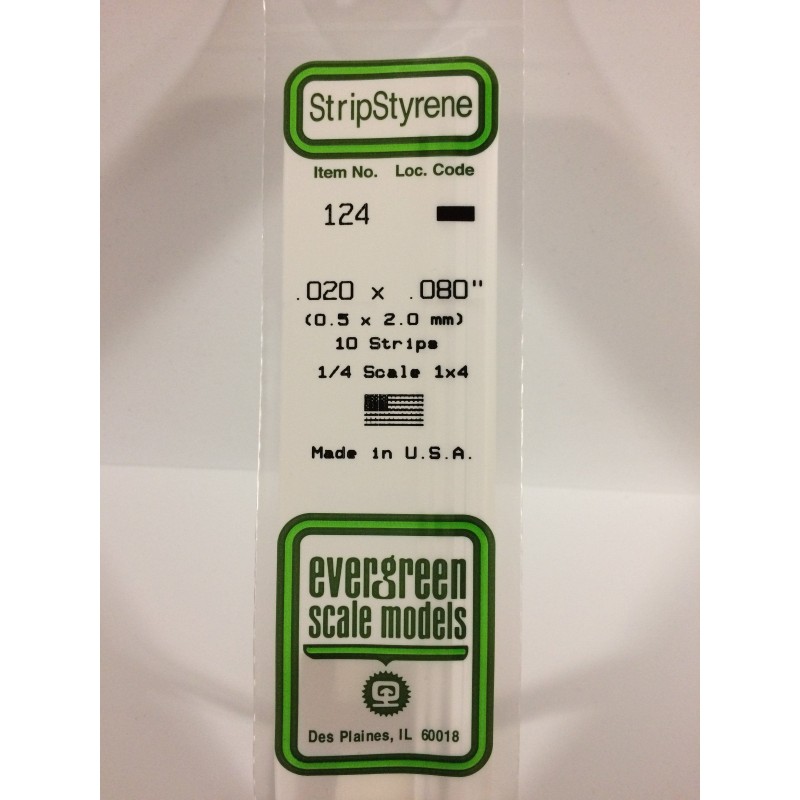 StripStyrene
Item No. Loc. Code
124
.020 x .080"
(0.5 x 2.0 mm)
10 Strips
1/4 Scale 1x4
Made in U.S.A.
evergreen
scale models
Des Plaines, IL 60018